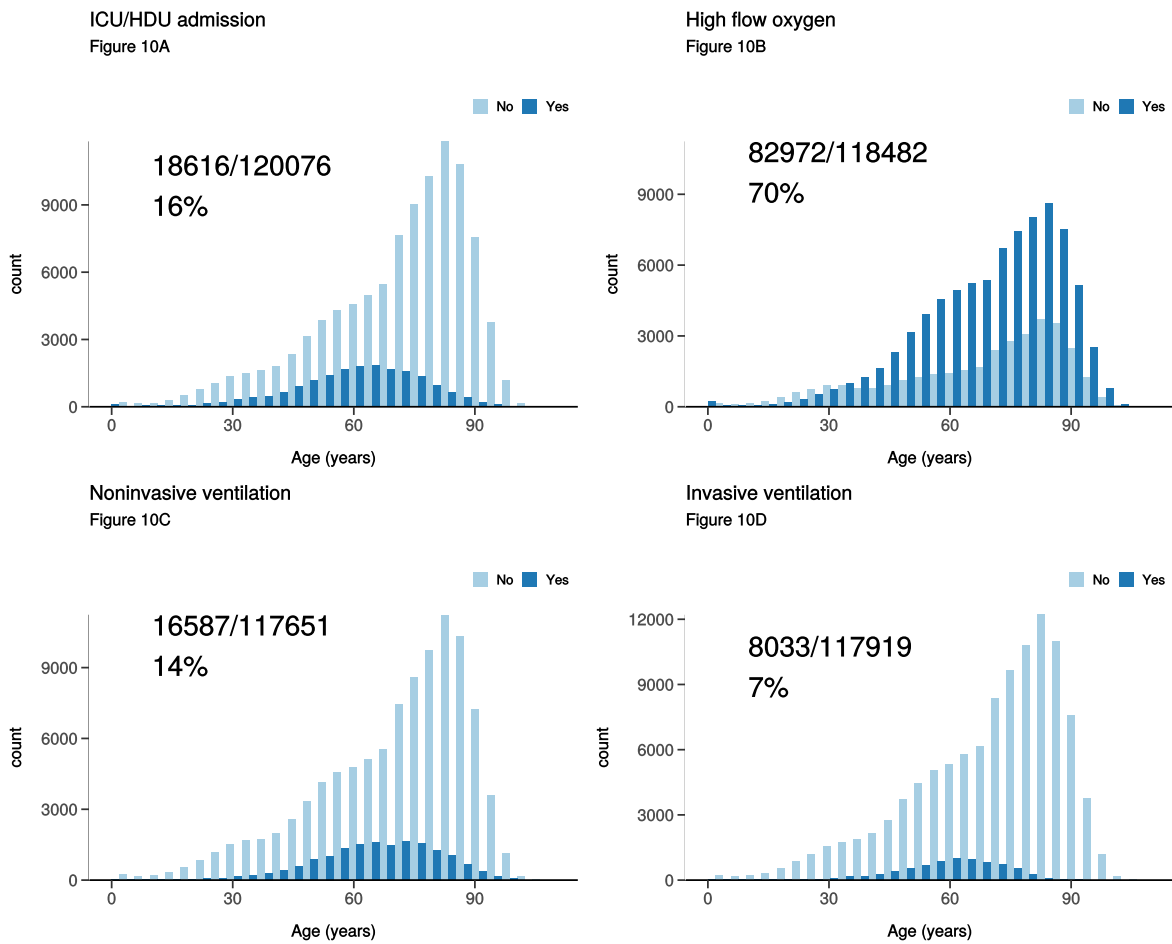 ICU/HDU admission
Figure 10A
No Yes
18616/120076
16%
9000
6000
3000
0
count
0 30 60 90
Age (years)
High flow oxygen
Figure 10B
No Yes
82972/118482
70%
9000
6000
3000
0
count
0 30 60 90
Age (years)
Noninvasive ventilation
Figure 10C
No Yes
16587/117651
14%
9000
6000
3000
0
count
0 30 60 90
Age (years)
Invasive ventilation
Figure 10D
No Yes
8033/117919
7%
12000
9000
6000
3000
0
count
0 30 60 90
Age (years)